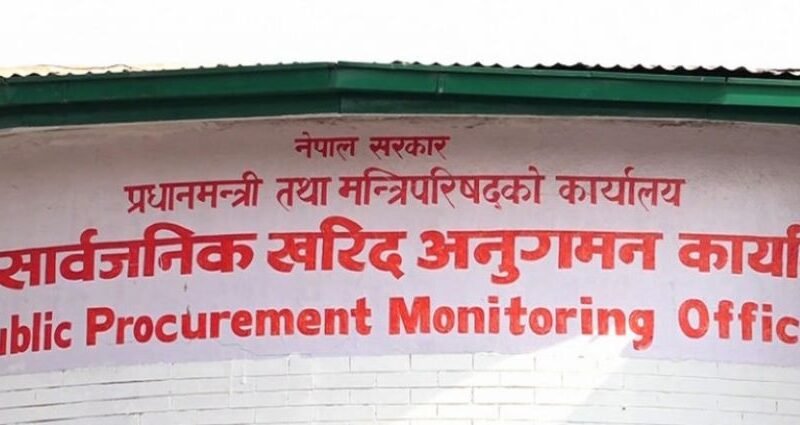 नेपाल सरकार
प्रधानमन्त्री तथा मन्त्रिपरिषद्को कार्यालय
सार्वजनिक खरिद अनुगमन कार्या
ublic Procurement Monitoring Offic